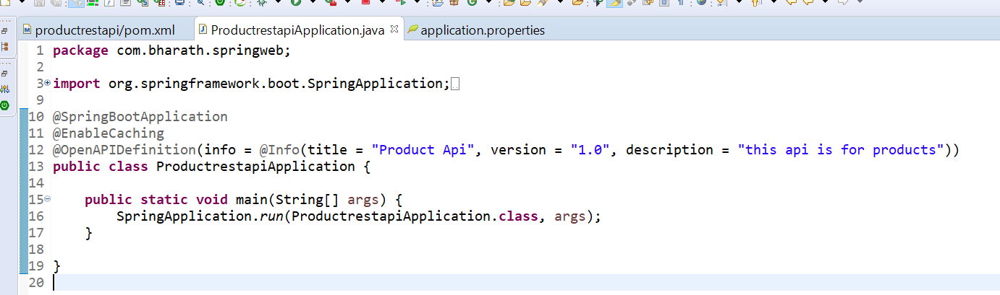 productrestapi/pom.xml ProductrestapiApplication.java application.properties
1 package com.bharath.springweb;
2
3 import org.springframework.boot.SpringApplication;
9
10 @SpringBootApplication
11 @EnableCaching
12 @OpenAPIDefinition(info = @Info(title = "Product Api", version = "1.0", description = "this api is for products"))
13 public class ProductrestapiApplication {
14
15 public static void main(String[] args) {
16 SpringApplication.run(ProductrestapiApplication.class, args);
17 }
18
19 }
20